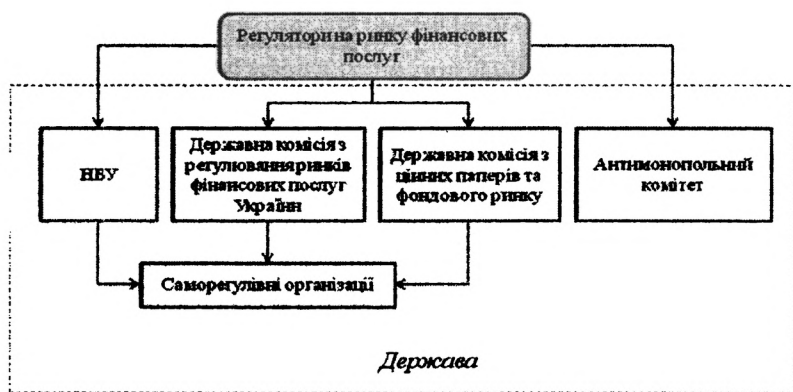 Регулятори на ринку фінансових
послуг
НБУ
Державна комісія з
регулювання ринків
фінансових послуг
України
Державна комісія з
цінних паперів та
фондового ринку
Антимонопольний
комітет
Саморегулівні організації
Держава